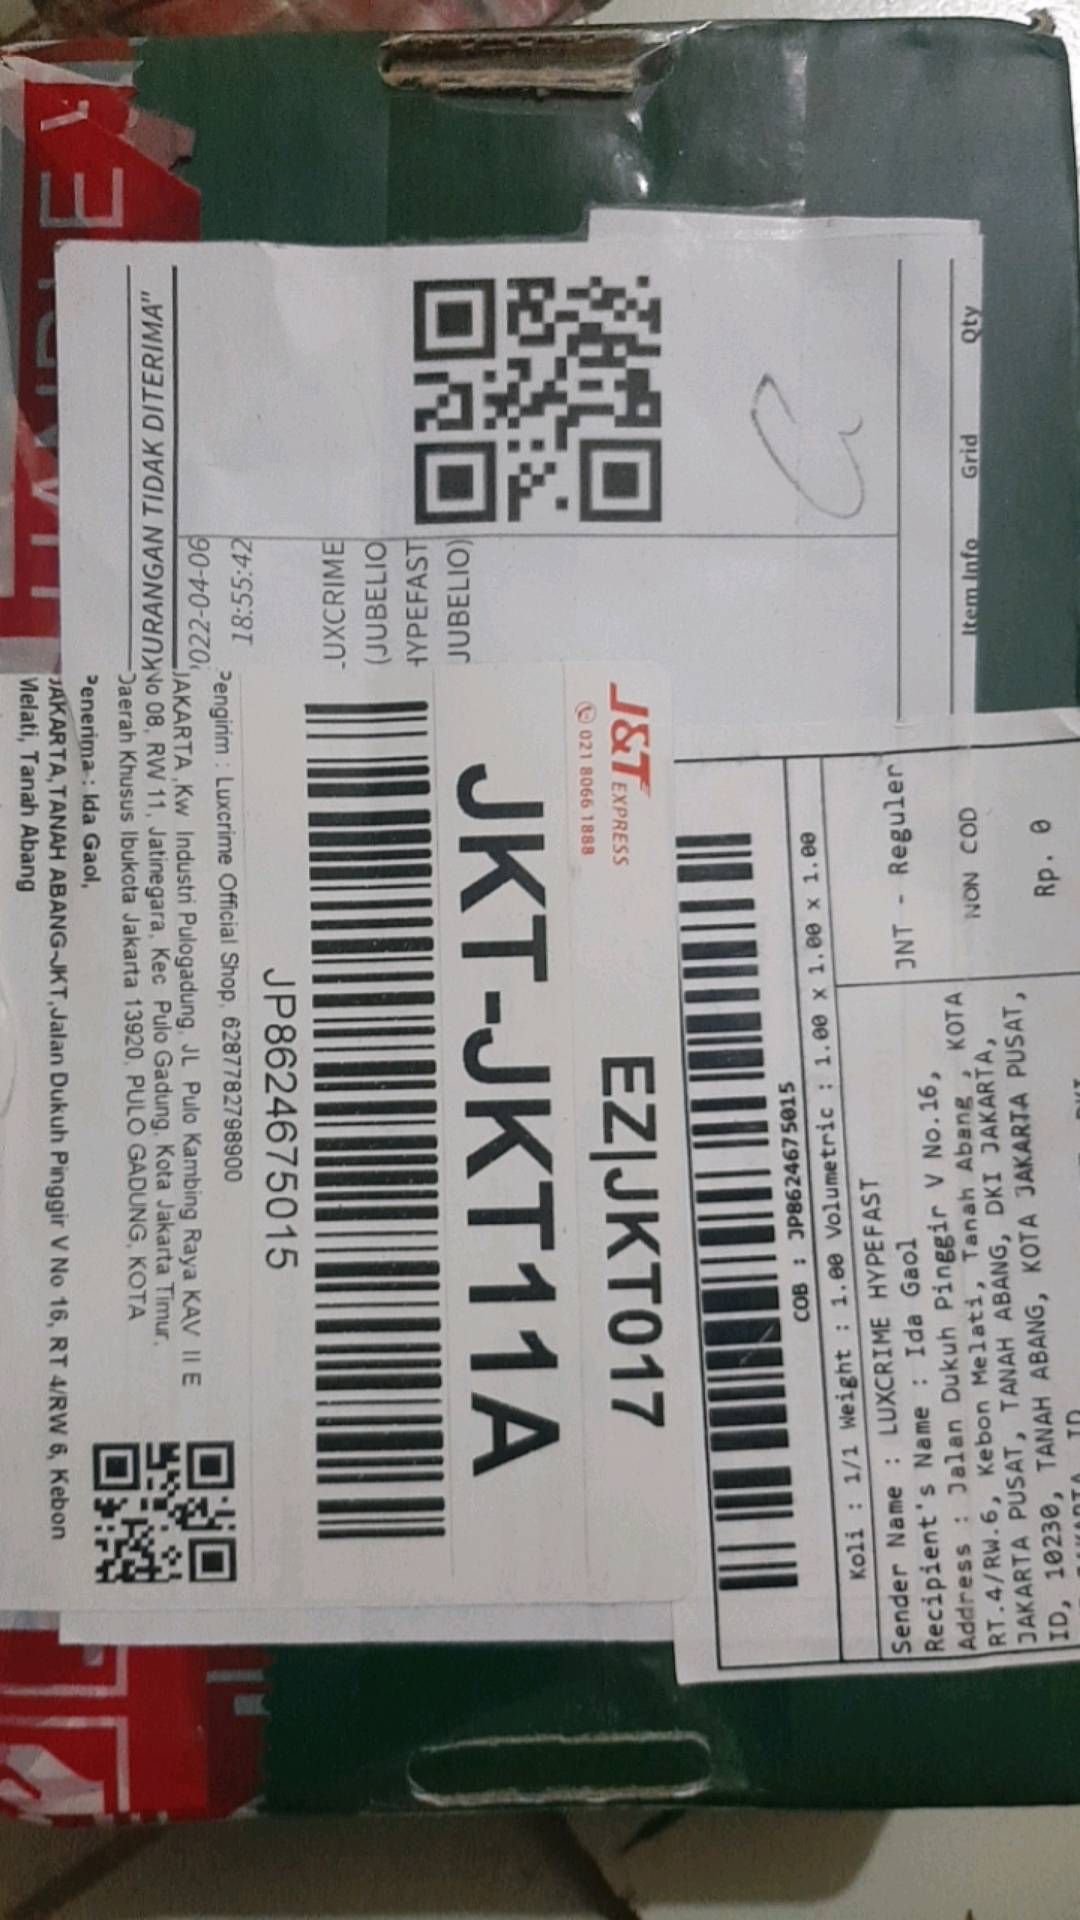 KURANGAN TIDAK DITERIMA"
022-04-06
18:55:42
UXCRIME
(JUBELIO
HYPEFAST
JUBELIO)
Item Info Grid Qty
J&T EXPRESS
021 8066 1888
EZ|JKT017
JKT-JKT11A
JP8624675015
Pengirim : Luxcrime Official Shop, 6287782798900
JAKARTA ,Kw Industri Pulogadung, JL Pulo Kambing Raya KAV II E
No 08, RW 11, Jatinegara, Kec Pulo Gadung, Kota Jakarta Timur,
Daerah Khusus Ibukota Jakarta 13920, PULO GADUNG, KOTA
Penerima : Ida Gaol,
JAKARTA,TANAH ABANG-JKT,Jalan Dukuh Pinggir V No 16, RT 4/RW 6, Kebon
Melati, Tanah Abang
COB : JP8624675015
Koli : 1/1 Weight : 1.00 Volumetric : 1.00 x 1.00 x 1.00
JNT - Reguler
NON COD
Rp. 0
Sender Name : LUXCRIME HYPEFAST
Recipient's Name : Ida Gaol
Address : Jalan Dukuh Pinggir V No.16,
RT.4/RW.6, Kebon Melati, Tanah Abang , KOTA
JAKARTA PUSAT, TANAH ABANG, DKI JAKARTA,
ID, 10230, TANAH ABANG, KOTA JAKARTA PUSAT,